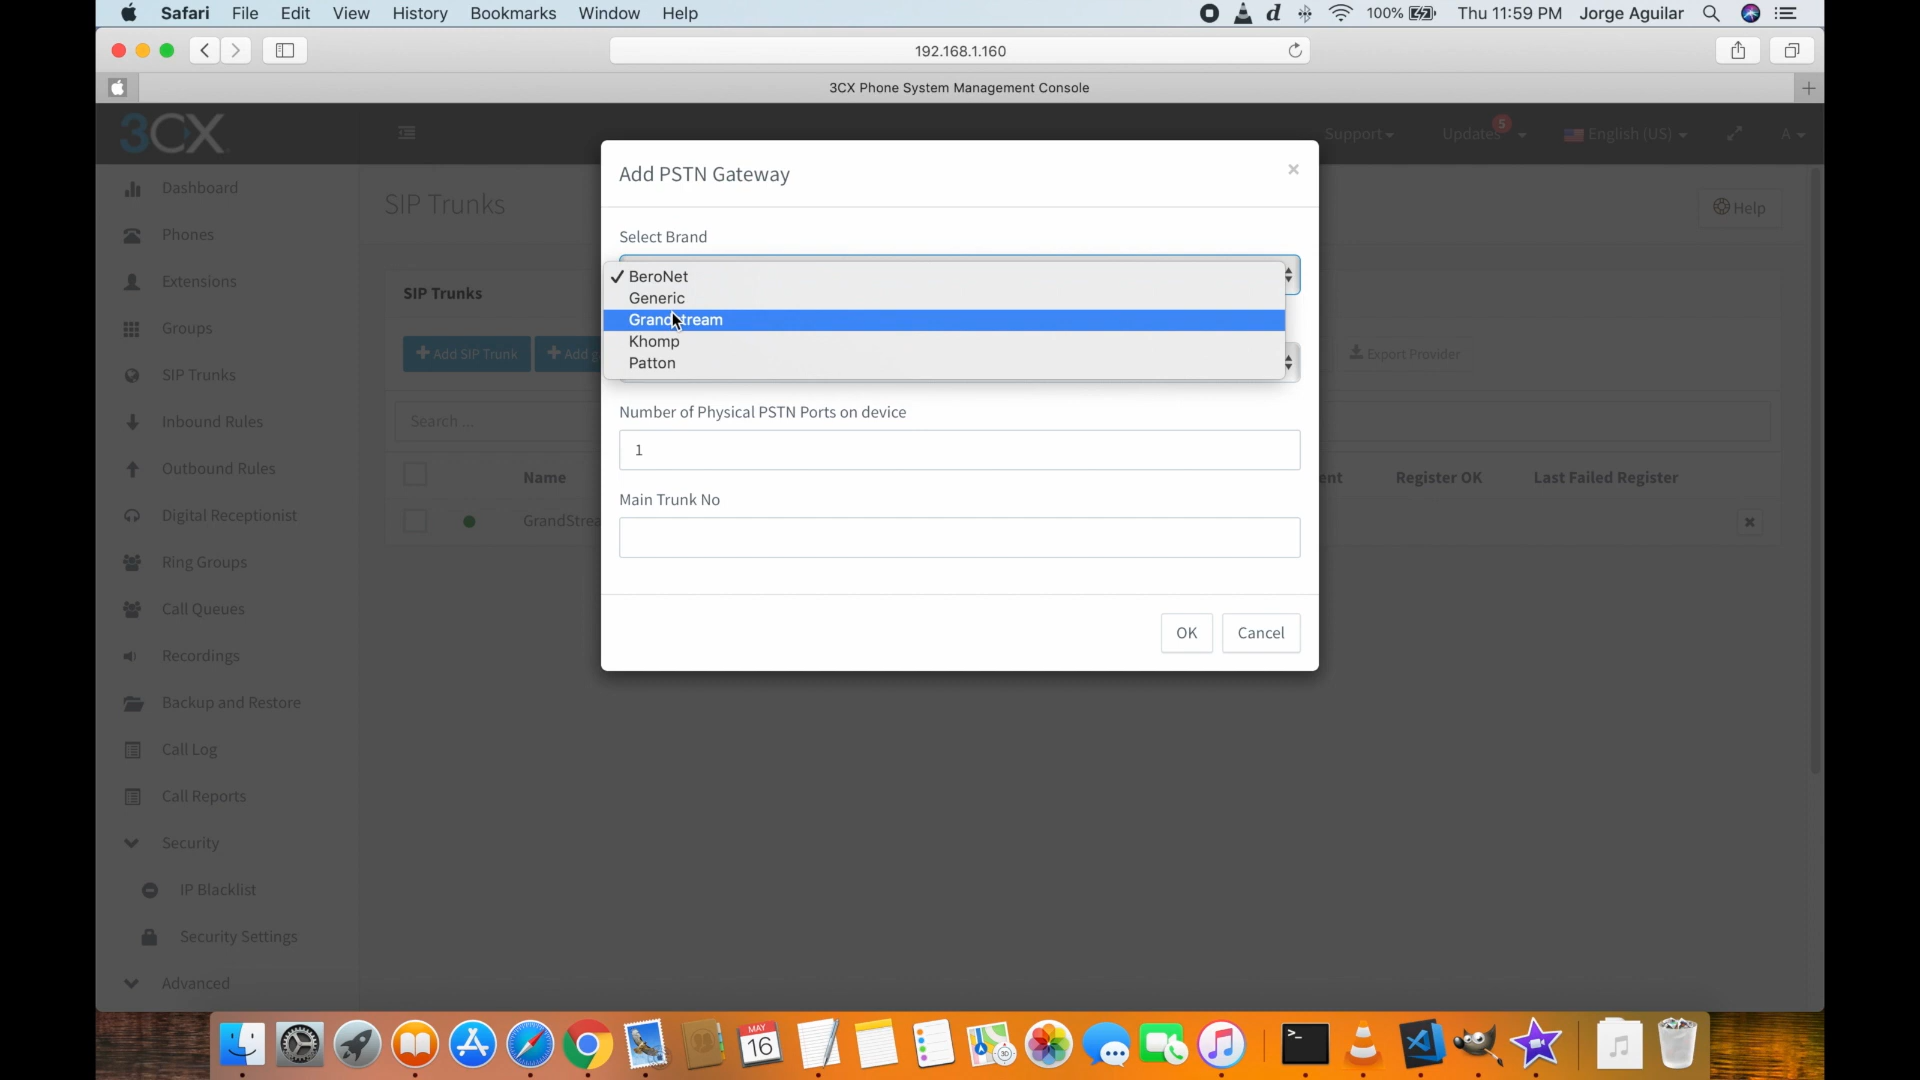 Safari File Edit View History Bookmarks Window Help d 100% Thu 11:59 PM Jorge Aguilar
192.168.1.160
3CX Phone System Management Console
3CX Support Updates 5 English (US) A
Add PSTN Gateway
×
Dashboard
SIP Trunks
Help
Phones
Select Brand
Extensions
BeroNet
SIP Trunks
Generic
Groups
Grandstream
Khomp
Add SIP Trunk
Export Provider
Patton
SIP Trunks
Number of Physical PSTN Ports on device
Inbound Rules
Search ...
1
Outbound Rules
Name
Register OK
Last Failed Register
Main Trunk No
Digital Receptionist
Ring Groups
Call Queues
OK
Cancel
Recordings
Backup and Restore
Call Log
Call Reports
Security
IP Blacklist
Security Settings
Advanced
MAY
16
3D
>_